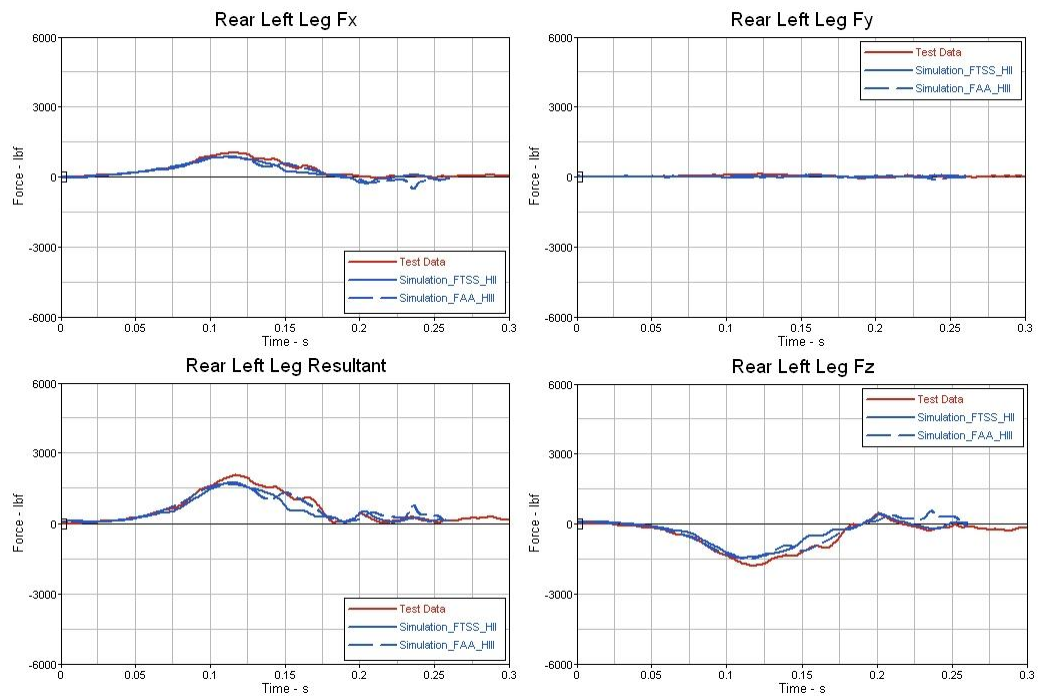 Rear Left Leg Fx
6000
3000
0
-3000
-6000
Force - lbf
Test Data
Simulation_FTSS_HII
Simulation_FAA_HIII
0 0.05 0.1 0.15 0.2 0.25 0.3
Time - s
Rear Left Leg Fy
6000
3000
0
-3000
-6000
Force - lbf
Test Data
Simulation_FTSS_HII
Simulation_FAA_HIII
0 0.05 0.1 0.15 0.2 0.25 0.3
Time - s
Rear Left Leg Resultant
6000
3000
0
-3000
-6000
Force - lbf
Test Data
Simulation_FTSS_HII
Simulation_FAA_HIII
0 0.05 0.1 0.15 0.2 0.25 0.3
Time - s
Rear Left Leg Fz
6000
3000
0
-3000
-6000
Force - lbf
Test Data
Simulation_FTSS_HII
Simulation_FAA_HIII
0 0.05 0.1 0.15 0.2 0.25 0.3
Time - s